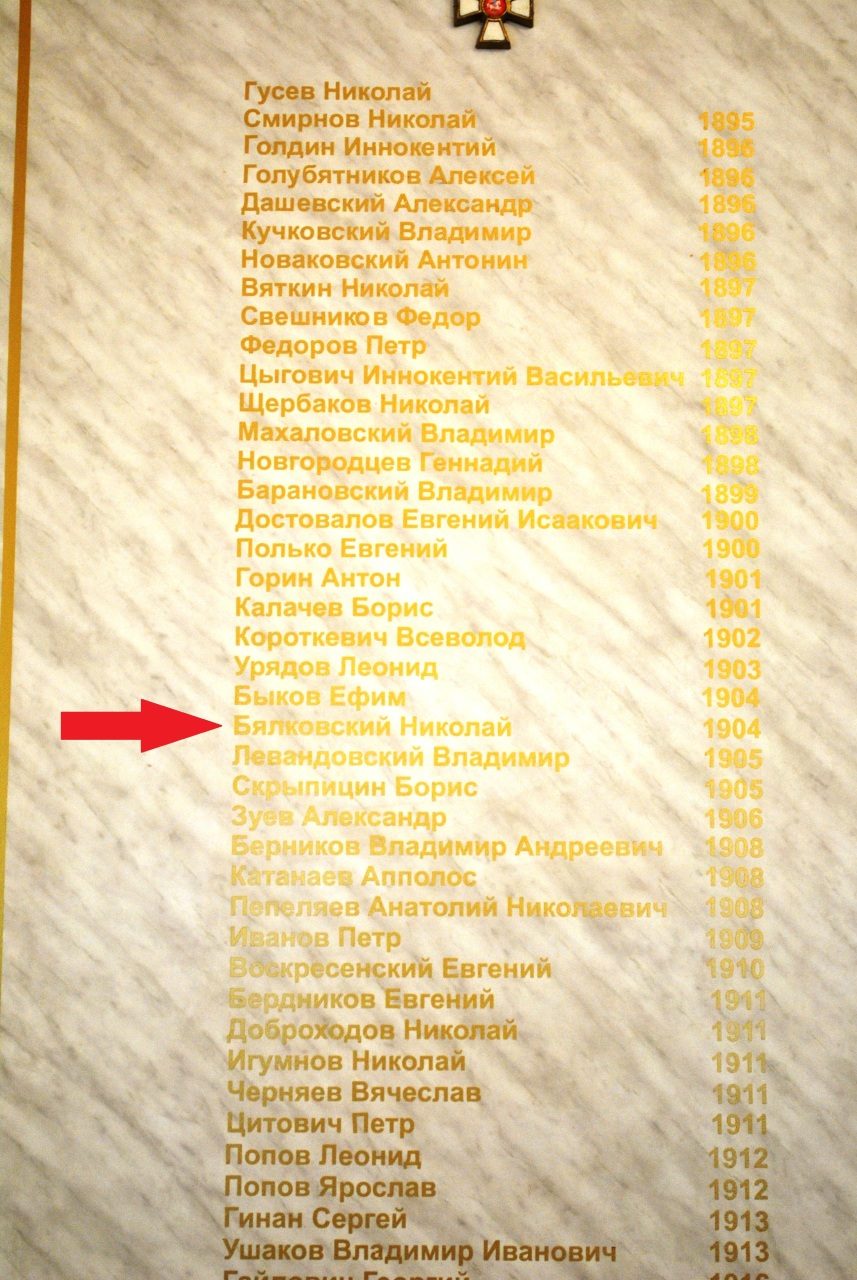 Гусев Николай
Смирнов Николай 1895
Голдин Иннокентий 1896
Голубятников Алексей 1896
Дашевский Александр 1896
Кучковский Владимир 1896
Новаковский Антонин 1896
Вяткин Николай 1897
Свешников Федор 1897
Федоров Петр 1897
Цыгович Иннокентий Васильевич 1897
Щербаков Николай 1897
Махаловский Владимир 1898
Новгородцев Геннадий 1898
Барановский Владимир 1899
Достовалов Евгений Исаакович 1900
Полько Евгений 1900
Горин Антон 1901
Калачев Борис 1901
Короткевич Всеволод 1902
Урядов Леонид 1903
Быков Ефим 1904
Бялковский Николай 1904
Левандовский Владимир 1905
Скрыпицин Борис 1905
Зуев Александр 1906
Берников Владимир Андреевич 1908
Катанаев Апполос 1908
Пепеляев Анатолий Николаевич 1908
Иванов Петр 1909
Воскресенский Евгений 1910
Бердников Евгений 1911
Доброходов Николай 1911
Игумнов Николай 1911
Черняев Вячеслав 1911
Цитович Петр 1911
Попов Леонид 1912
Попов Ярослав 1912
Гинан Сергей 1913
Ушаков Владимир Иванович 1913